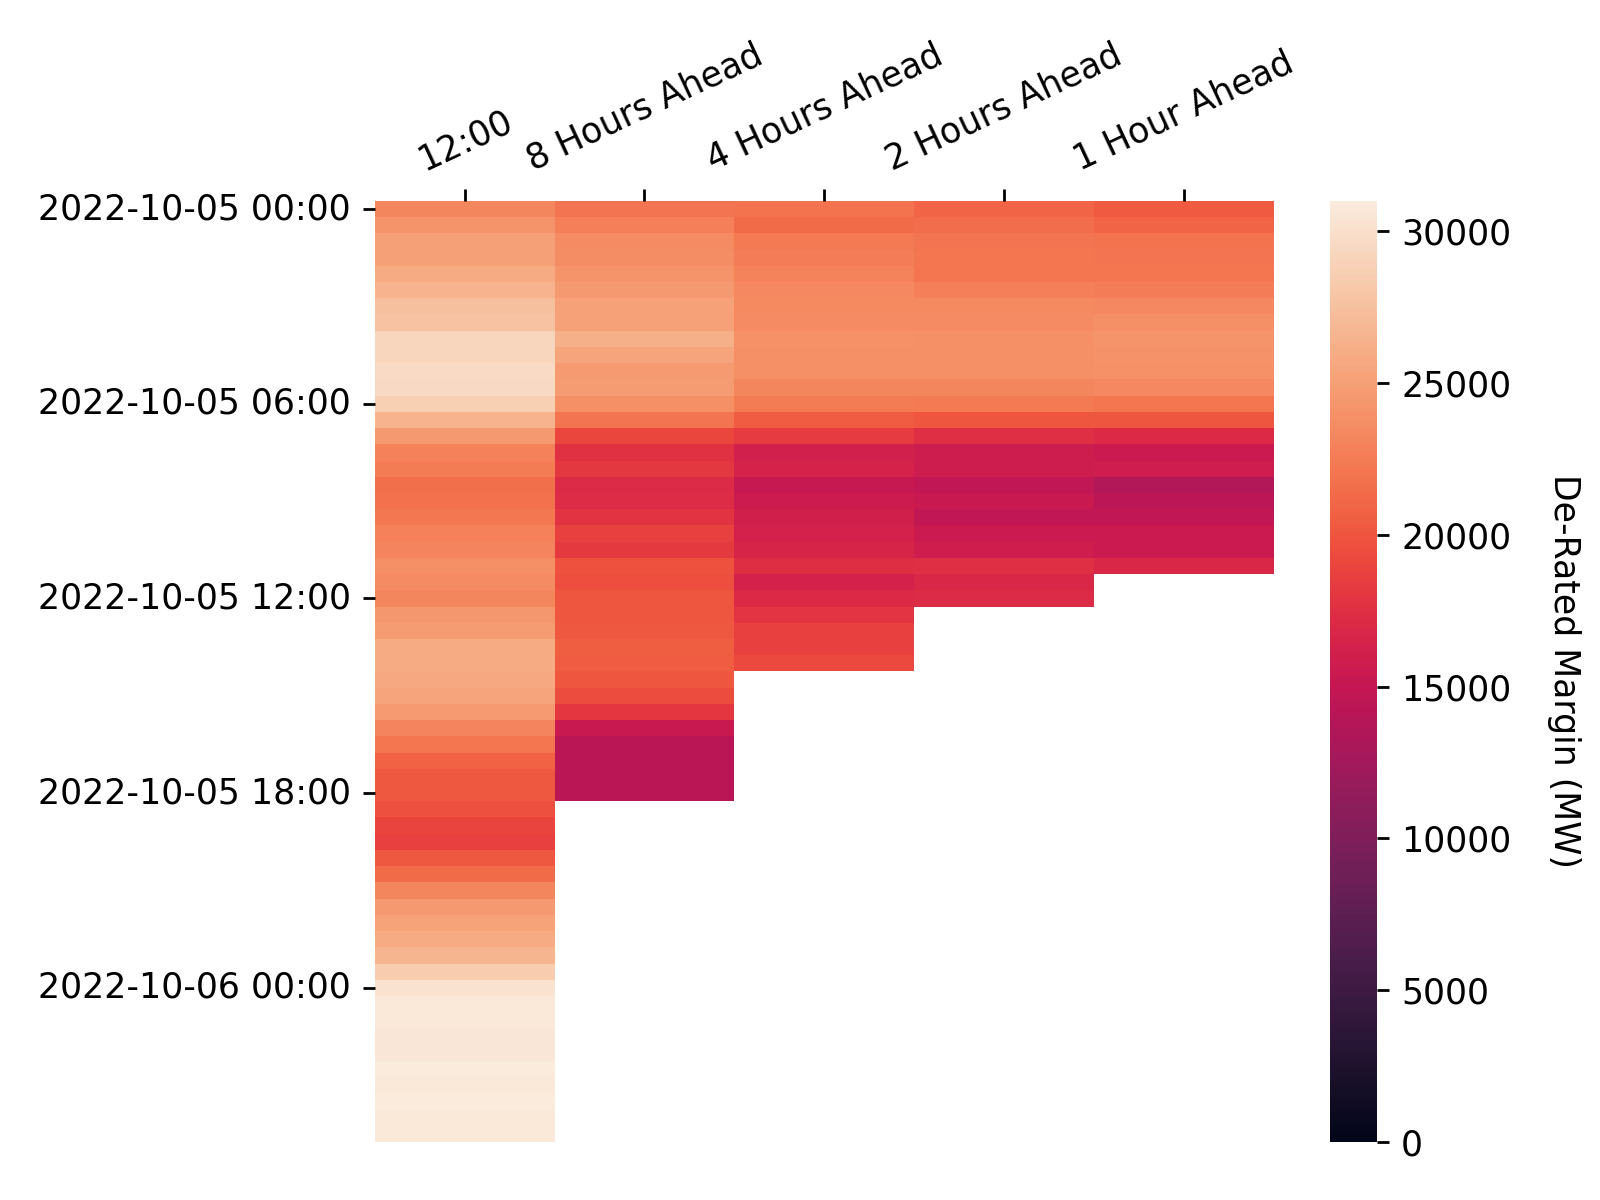 12:00
8 Hours Ahead
4 Hours Ahead
2 Hours Ahead
1 Hour Ahead
2022-10-05 00:00
2022-10-05 06:00
2022-10-05 12:00
2022-10-05 18:00
2022-10-06 00:00
30000
25000
20000
15000
10000
5000
0
De-Rated Margin (MW)